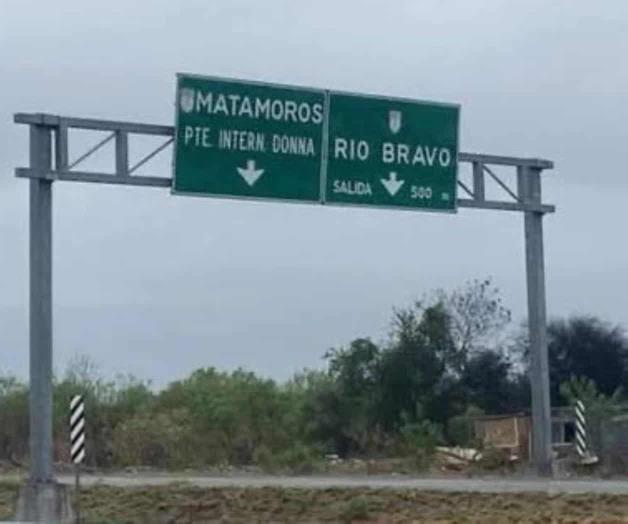 MATAMOROS
PTE. INTERN. DONNA
RIO BRAVO
SALIDA 500 m